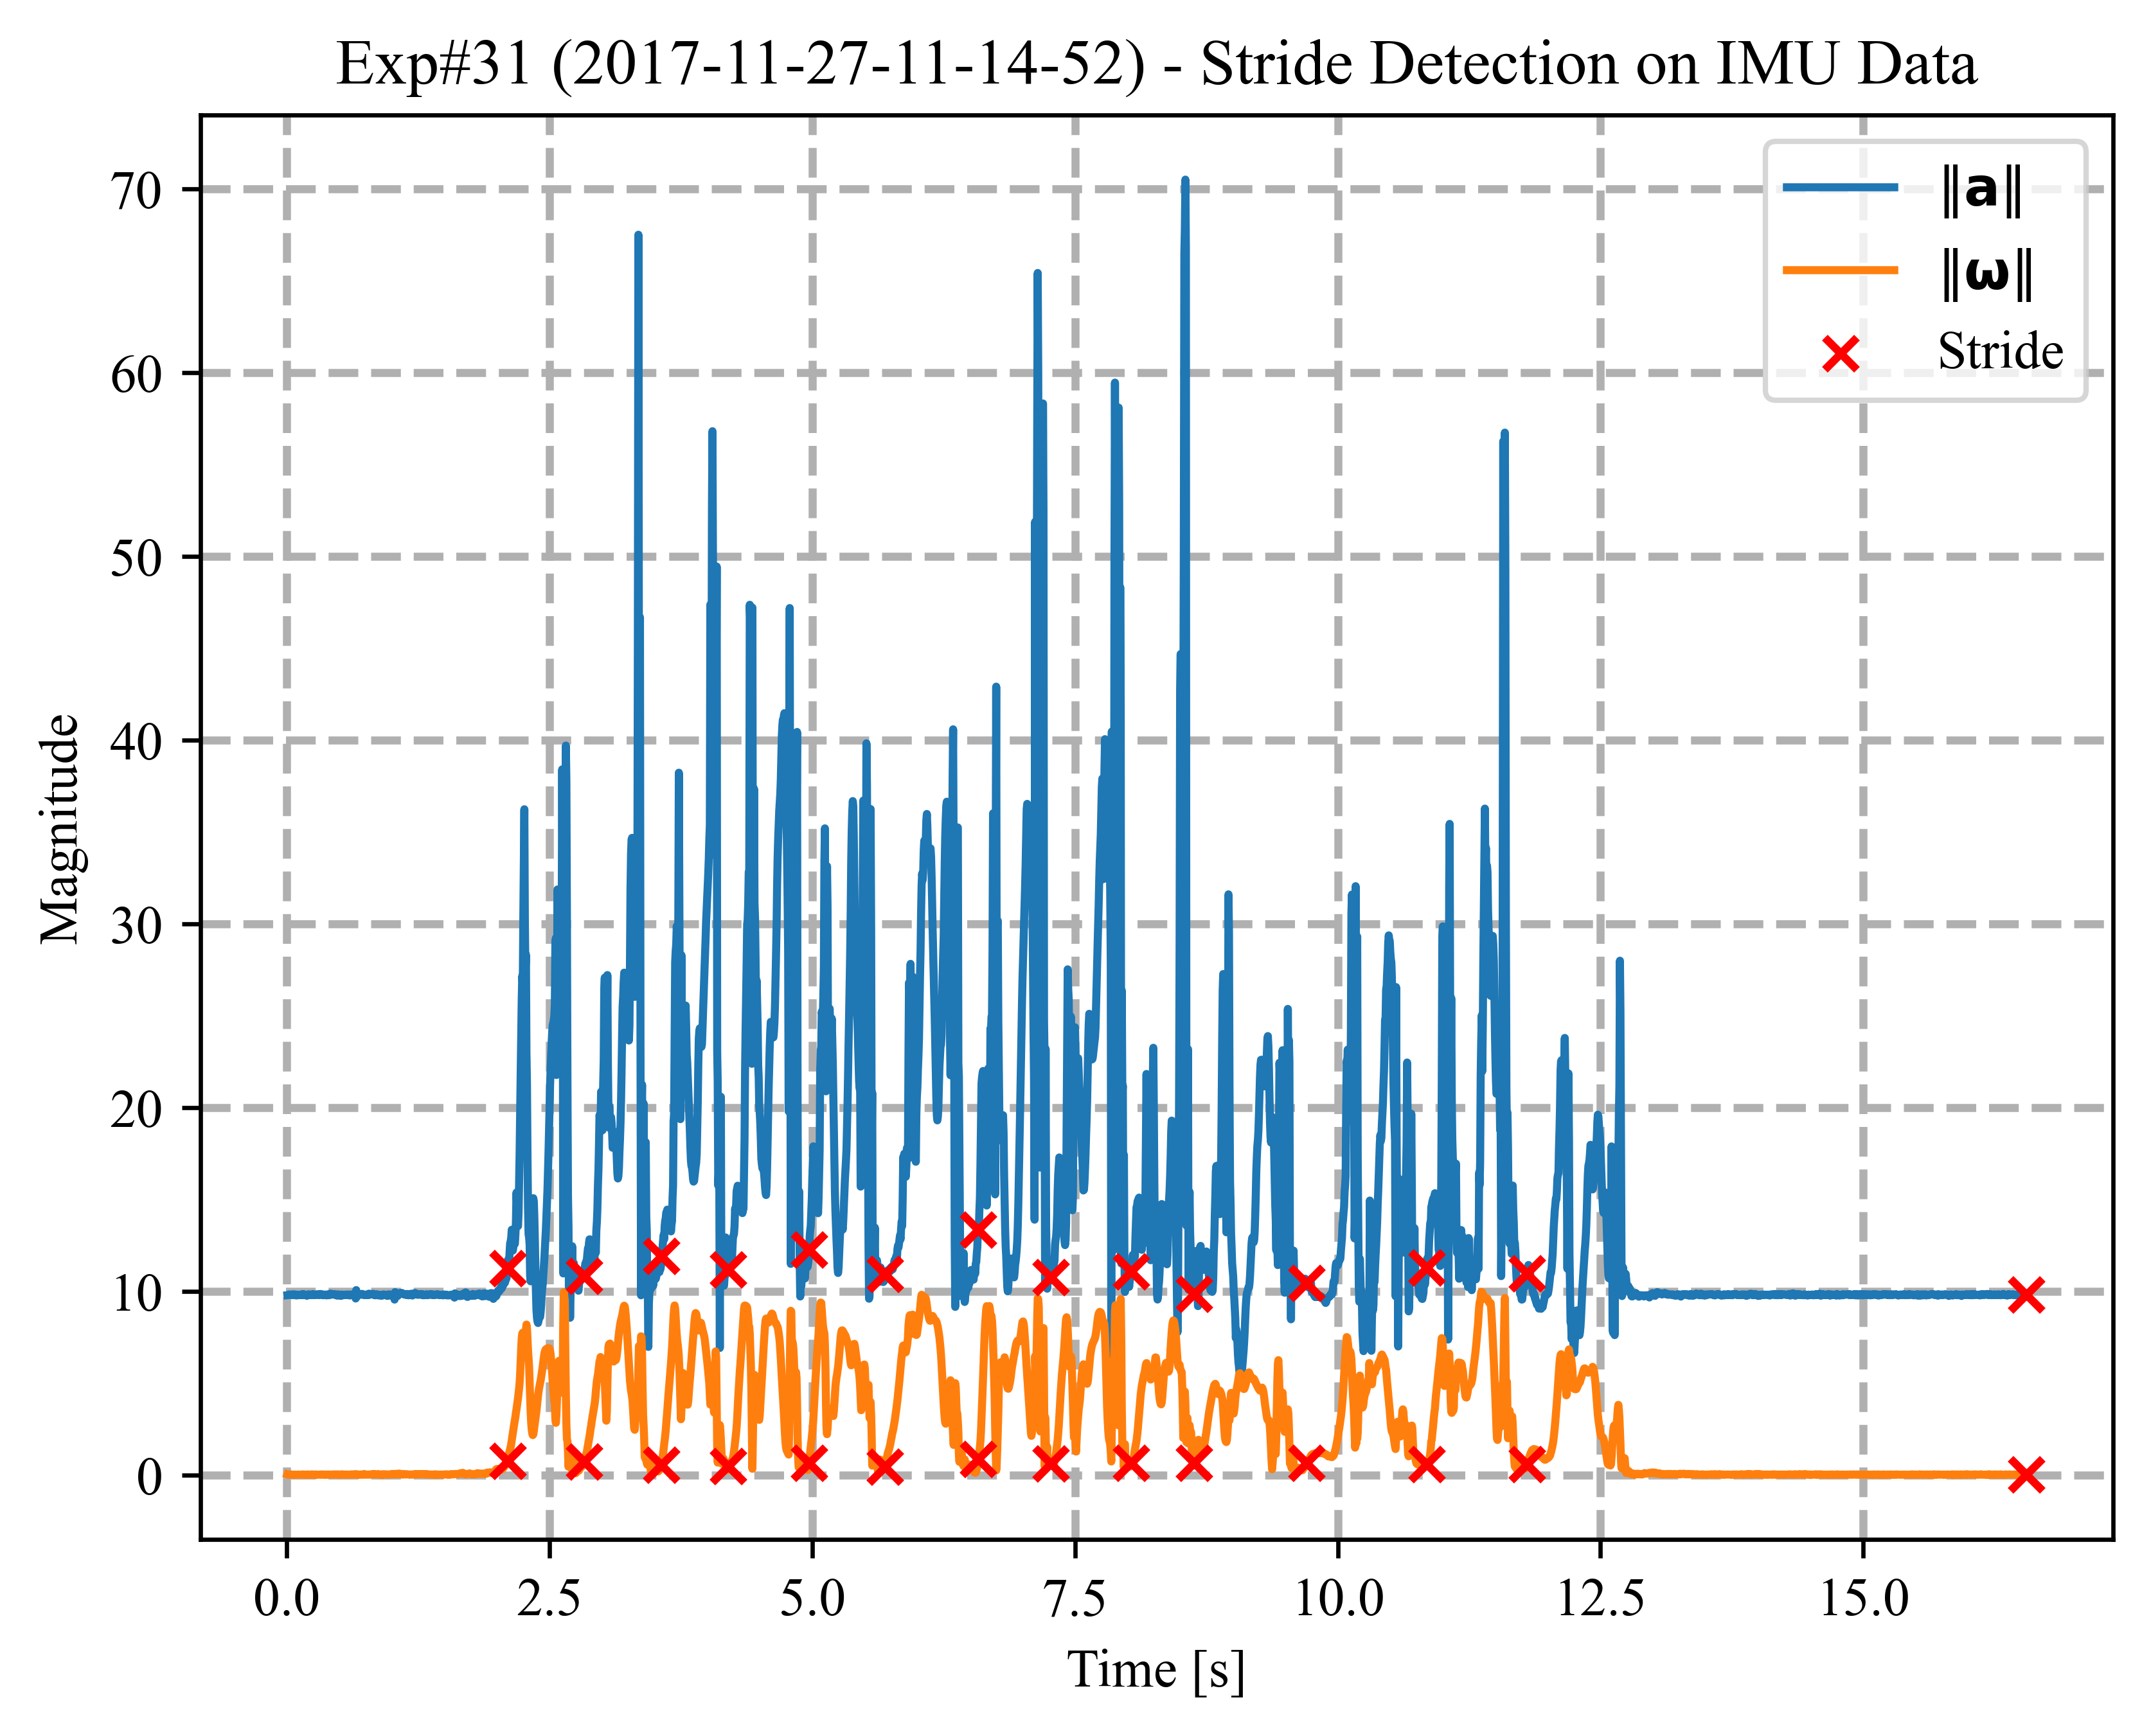 Exp#31 (2017-11-27-11-14-52) - Stride Detection on IMU Data
‖a‖
‖ω‖
Stride
70
60
50
40
30
20
10
0
Magnitude
0.0 2.5 5.0 7.5 10.0 12.5 15.0
Time [s]